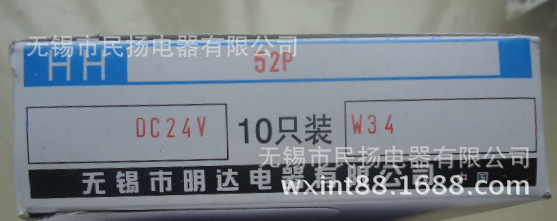 无锡市民扬电器有限公司
HH 52P
DC24V 10只装 W34
无锡市民扬电器有限公司
无锡市明达电器有限公司 中国
wxint88.1688.com